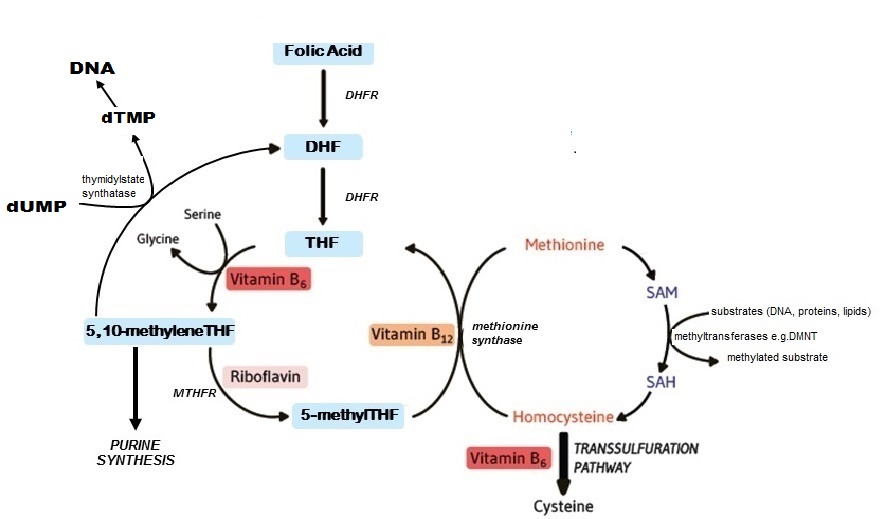 Folic Acid
DNA
DHFR
dTMP
DHF
thymidylstate
synthatase
DHFR
dUMP
Serine
Glycine
THF
Methionine
Vitamin B6
SAM
substrates (DNA, proteins, lipids)
5,10-methyleneTHF
Vitamin B12
methionine
synthase
methyltransferases e.g.DMNT
methylated substrate
Riboflavin
MTHFR
SAH
5-methylTHF
Homocysteine
PURINE
SYNTHESIS
Vitamin B6
TRANSSULFURATION
PATHWAY
Cysteine